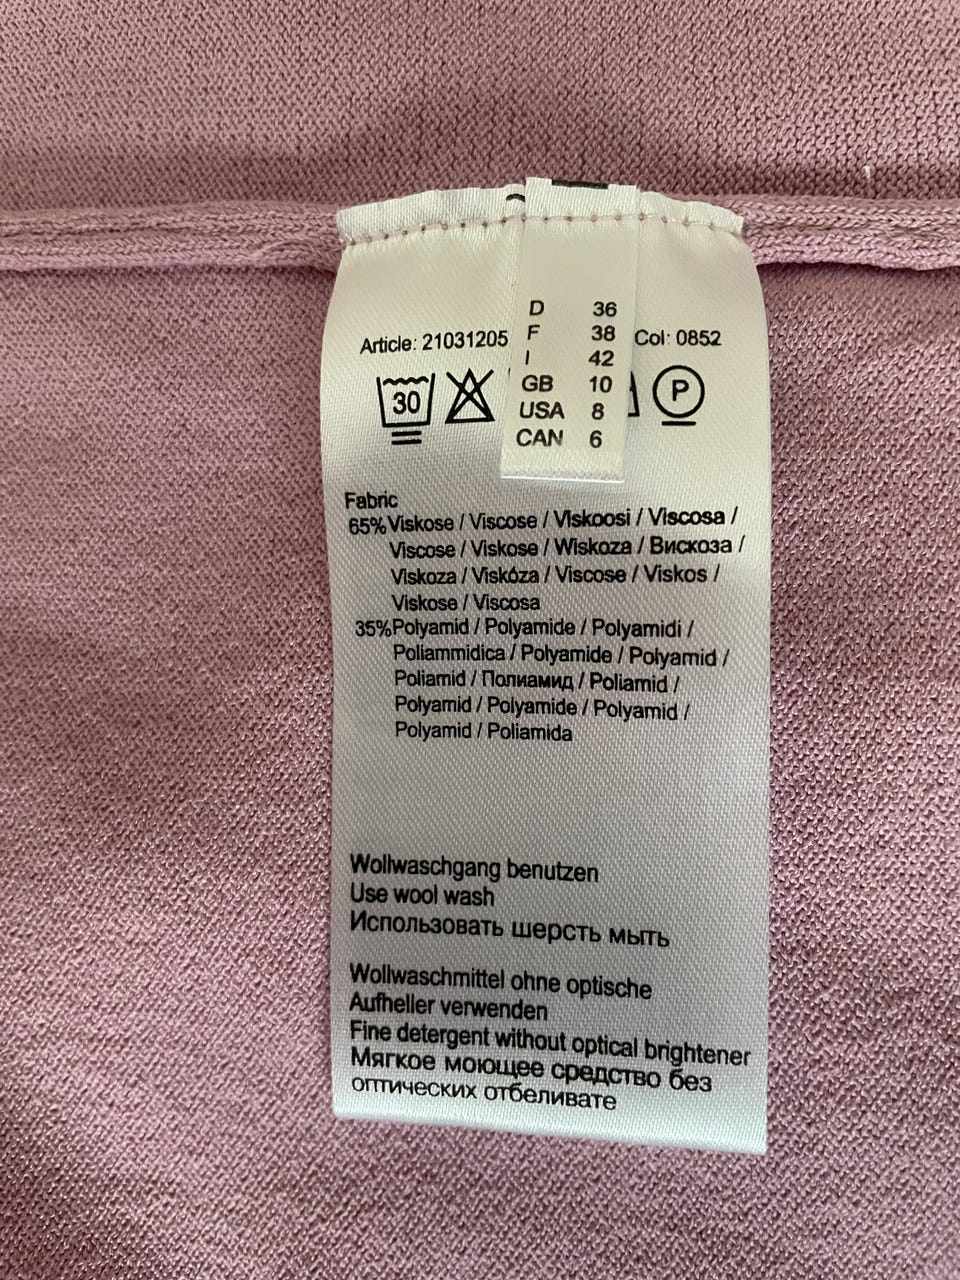 D 36
F 38
I 42
GB 10
USA 8
CAN 6
Article: 21031205
Col: 0852
30
P
Fabric
65% Viskose / Viscose / Viskoosi / Viscosa /
Viscose / Viskose / Wiskoza / Вискоза /
Viskoza / Viskóza / Viscose / Viskos /
Viskose / Viscosa
35% Polyamid / Polyamide / Polyamidi /
Poliammidica / Polyamide / Polyamid /
Poliamid / Полиамид / Poliamid /
Polyamid / Polyamide / Polyamid /
Polyamid / Poliamida
Wollwaschgang benutzen
Use wool wash
Использовать шерсть мыть
Wollwaschmittel ohne optische
Aufheller verwenden
Fine detergent without optical brightener
Мягкое моющее средство без
оптических отбеливате